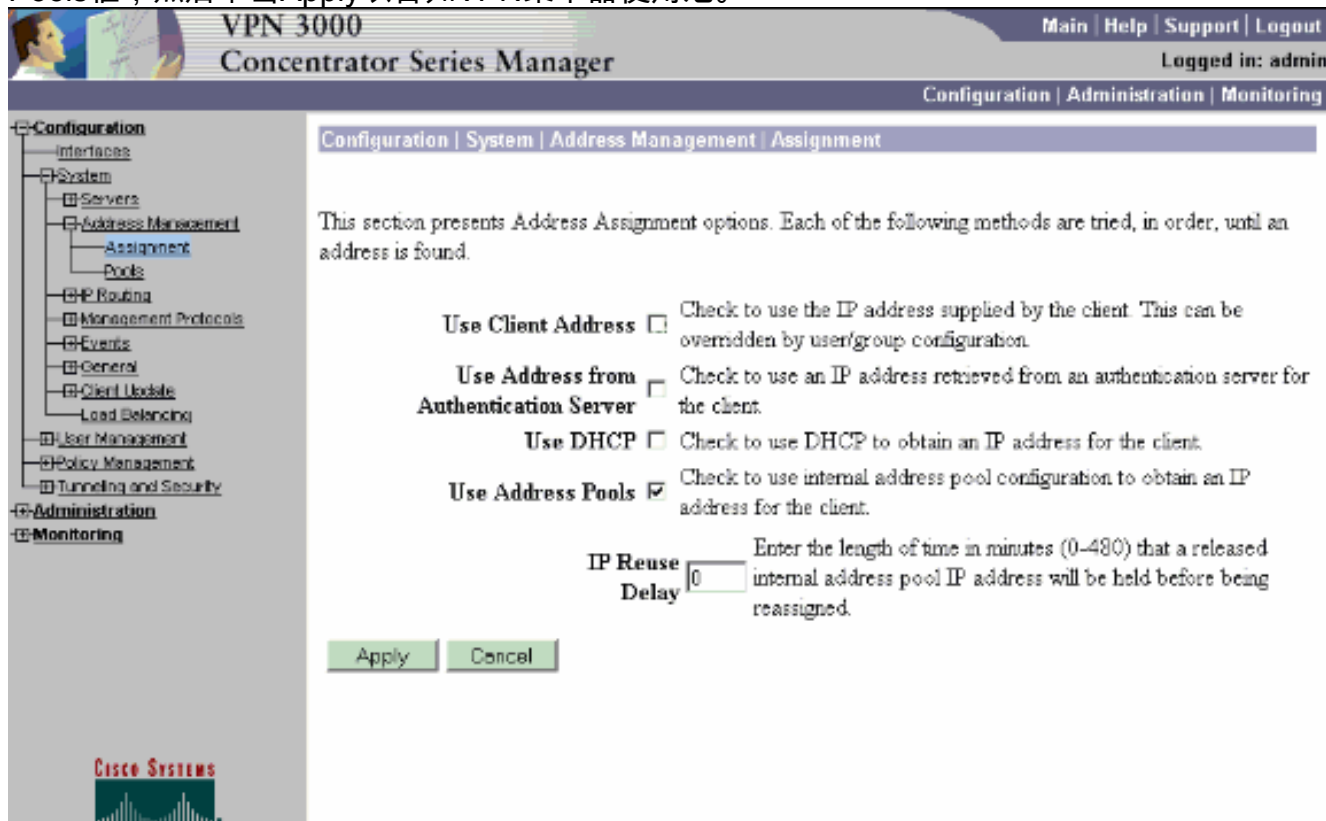 VPN 3000
Concentrator Series Manager
Main | Help | Support | Logout
Logged in: admin
Configuration | Administration | Monitoring
Configuration
Interfaces
System
Servers
Address Management
Assignment
Pools
IP Routing
Management Protocols
Events
General
Client Update
Load Balancing
User Management
Policy Management
Tunneling and Security
Administration
Monitoring
Configuration | System | Address Management | Assignment
This section presents Address Assignment options. Each of the following methods are tried, in order, until an
address is found.
Use Client Address
Check to use the IP address supplied by the client. This can be
overridden by user/group configuration.
Use Address from
Authentication Server
Check to use an IP address retrieved from an authentication server for
the client.
Use DHCP
Check to use DHCP to obtain an IP address for the client.
Use Address Pools
Check to use internal address pool configuration to obtain an IP
address for the client.
IP Reuse
Delay
0
Enter the length of time in minutes (0-480) that a released
internal address pool IP address will be held before being
reassigned.
Apply
Cancel
CISCO SYSTEMS